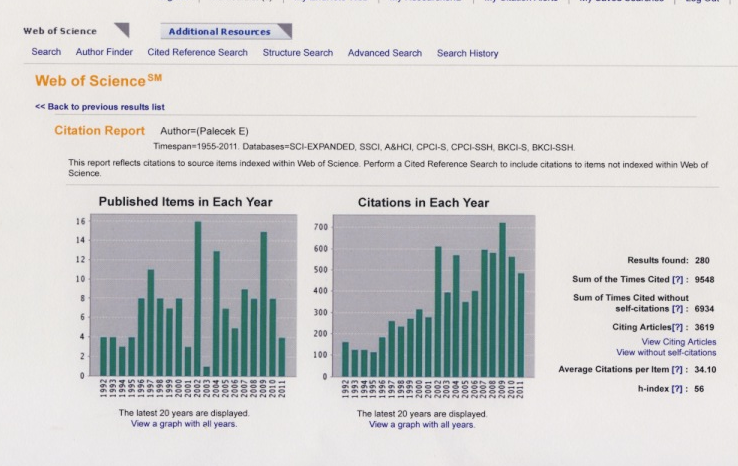 Web of Science Additional Resources
Search Author Finder Cited Reference Search Structure Search Advanced Search Search History
Web of Science SM
<< Back to previous results list
Citation Report Author=(Palecek E)
Timespan=1955-2011. Databases=SCI-EXPANDED, SSCI, A&HCI, CPCI-S, CPCI-SSH, BKCI-S, BKCI-SSH.
This report reflects citations to source items indexed within Web of Science. Perform a Cited Reference Search to include citations to items not indexed within Web of
Science.
Published Items in Each Year
16
14
12
10
8
6
4
2
0
1992 1993 1994 1995 1996 1997 1998 1999 2000 2001 2002 2003 2004 2005 2006 2007 2008 2009 2010 2011
The latest 20 years are displayed.
View a graph with all years.
Citations in Each Year
700
600
500
400
300
200
100
0
1992 1993 1994 1995 1996 1997 1998 1999 2000 2001 2002 2003 2004 2005 2006 2007 2008 2009 2010 2011
The latest 20 years are displayed.
View a graph with all years.
Results found: 280
Sum of the Times Cited [?] : 9548
Sum of Times Cited without
self-citations [?] : 6934
Citing Articles[?] : 3619
View Citing Articles
View without self-citations
Average Citations per Item [?] : 34.10
h-index [?] : 56